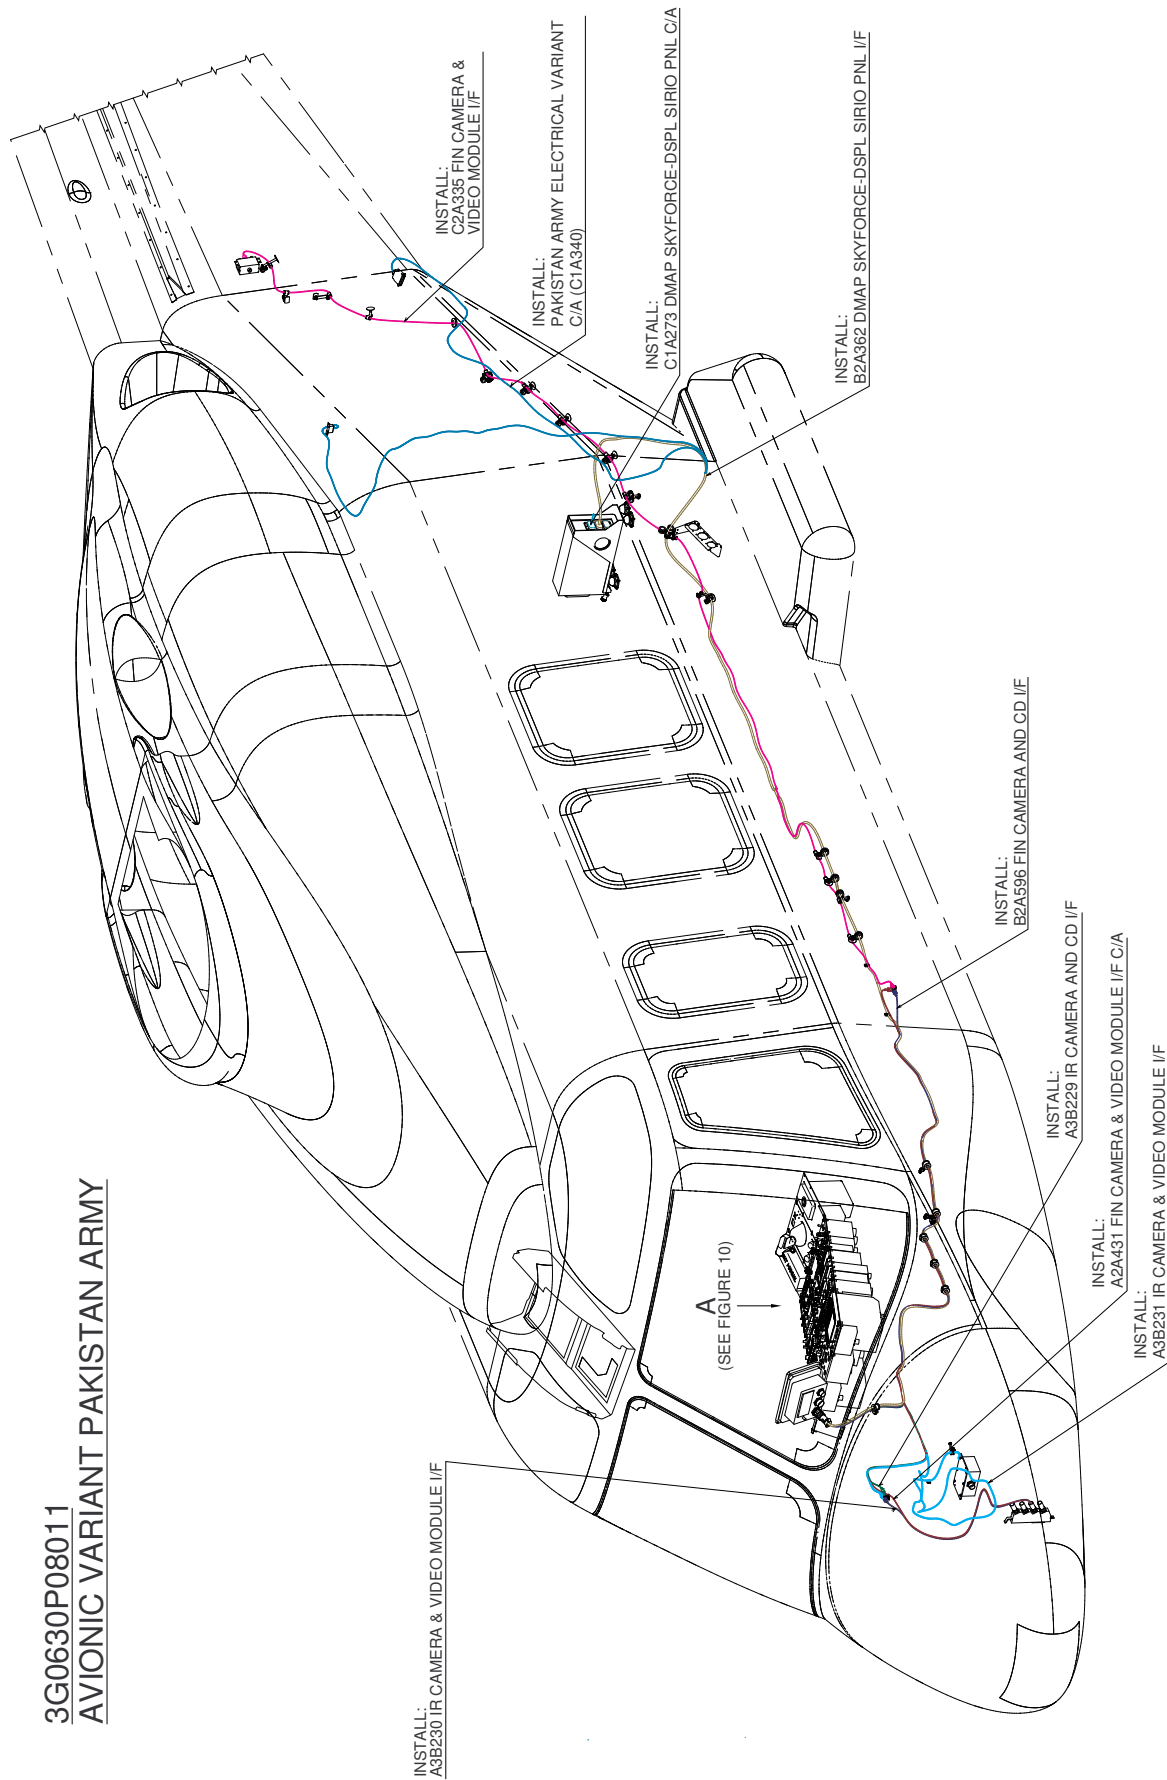 3G0630P08011
AVIONIC VARIANT PAKISTAN ARMY
INSTALL:
A3B230 IR CAMERA & VIDEO MODULE I/F
A
(SEE FIGURE 10)
INSTALL:
C2A335 FIN CAMERA &
VIDEO MODULE I/F
INSTALL:
PAKISTAN ARMY ELECTRICAL VARIANT
C/A (C1A340)
INSTALL:
C1A273 DMAP SKYFORCE-DSPL SIRIO PNL C/A
INSTALL:
B2A362 DMAP SKYFORCE-DSPL SIRIO PNL I/F
INSTALL:
B2A596 FIN CAMERA AND CD I/F
INSTALL:
A3B229 IR CAMERA AND CD I/F
INSTALL:
A2A431 FIN CAMERA & VIDEO MODULE I/F C/A
INSTALL:
A3B231 IR CAMERA & VIDEO MODULE I/F